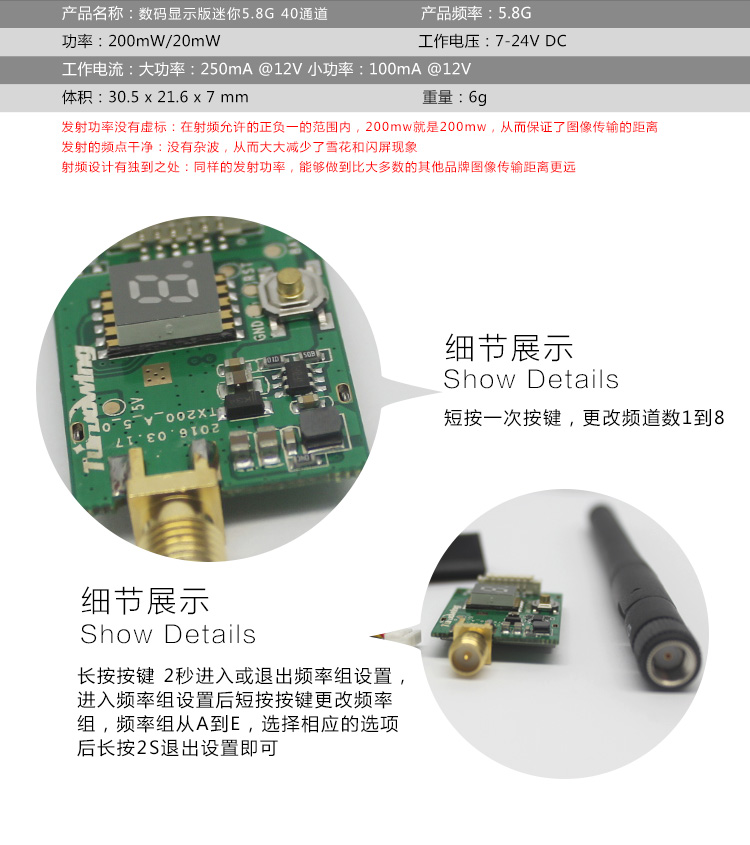 产品名称：数码显示版迷你5.8G 40通道 产品频率：5.8G
功率：200mW/20mW 工作电压：7-24V DC
工作电流：大功率：250mA @12V 小功率：100mA @12V
体积：30.5 x 21.6 x 7 mm 重量：6g
发射功率没有虚标：在射频允许的正负一的范围内，200mw就是200mw，从而保证了图像传输的距离
发射的频点干净：没有杂波，从而大大减少了雪花和闪屏现象
射频设计有独到之处：同样的发射功率，能够做到比大多数的其他品牌图像传输距离更远
RST
GND
5V
TX200_A_5.0
2016.03.17
细节展示
Show Details
短按一次按键，更改频道数1到8
细节展示
Show Details
长按按键 2秒进入或退出频率组设置，
进入频率组设置后短按按键更改频率
组，频率组从A到E，选择相应的选项
后长按2S退出设置即可